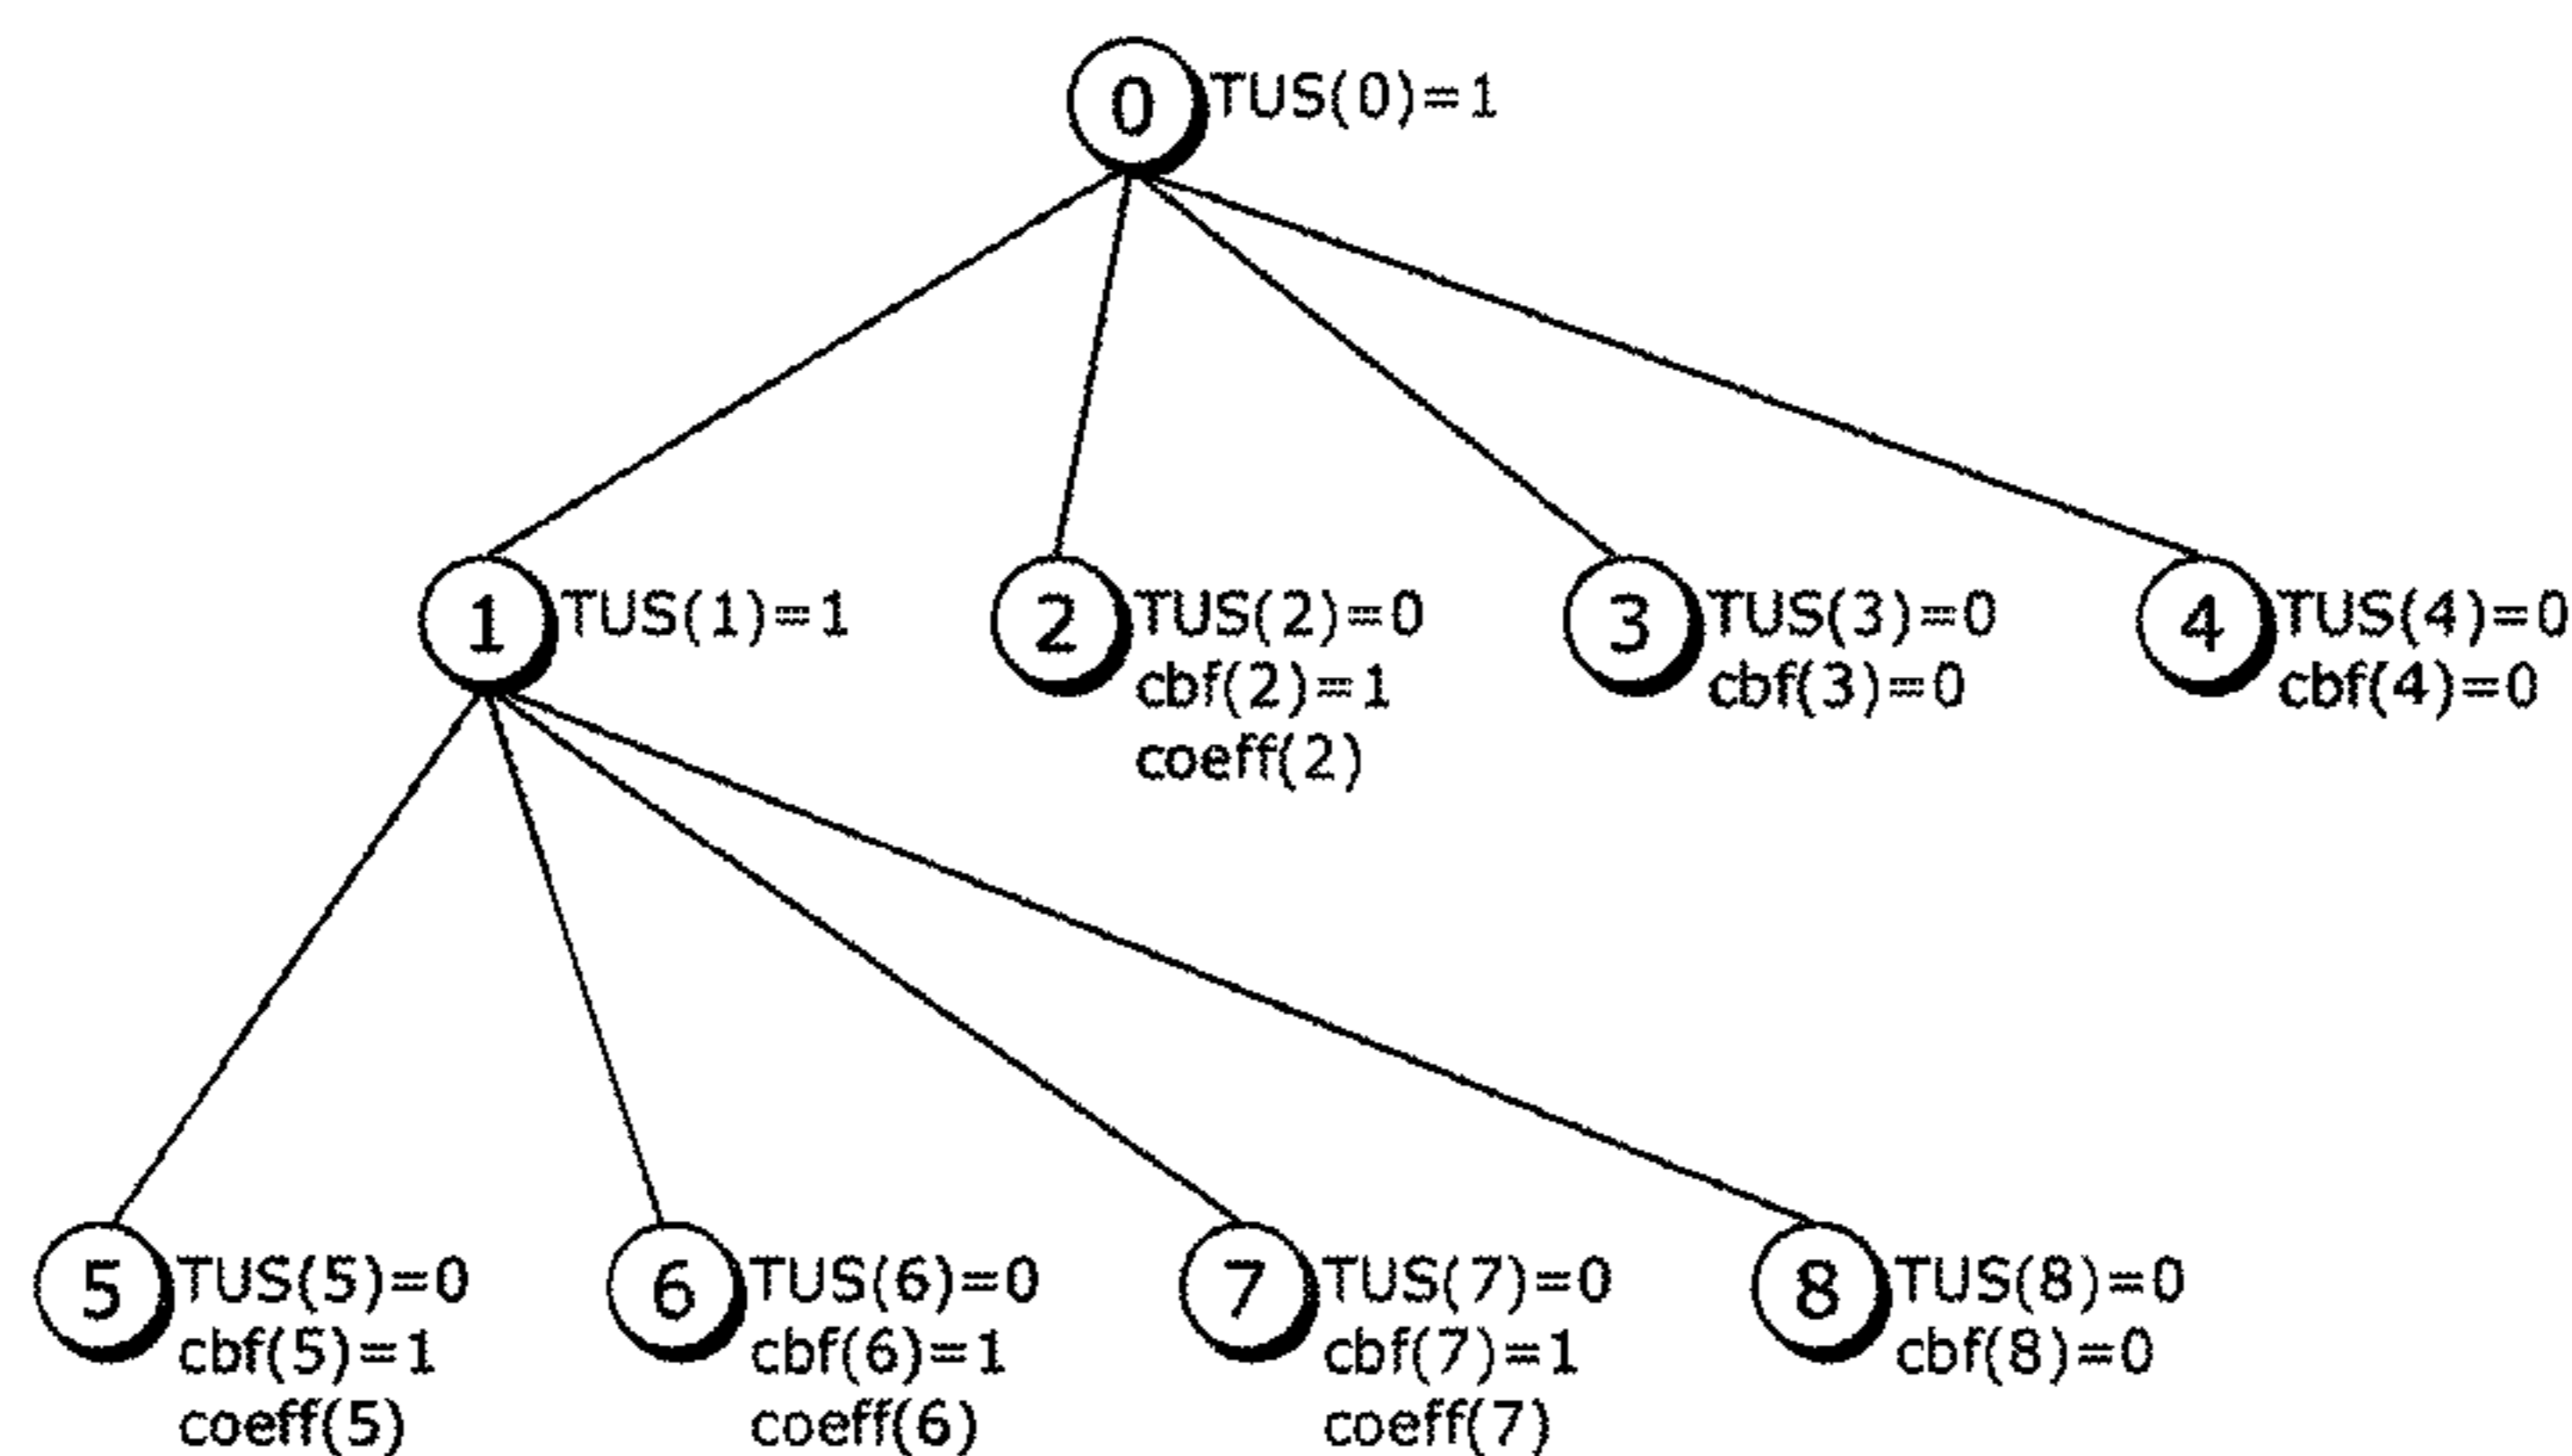 0 TUS(0)=1
1 TUS(1)=1
2 TUS(2)=0
cbf(2)=1
coeff(2)
3 TUS(3)=0
cbf(3)=0
4 TUS(4)=0
cbf(4)=0
5 TUS(5)=0
cbf(5)=1
coeff(5)
6 TUS(6)=0
cbf(6)=1
coeff(6)
7 TUS(7)=0
cbf(7)=1
coeff(7)
8 TUS(8)=0
cbf(8)=0